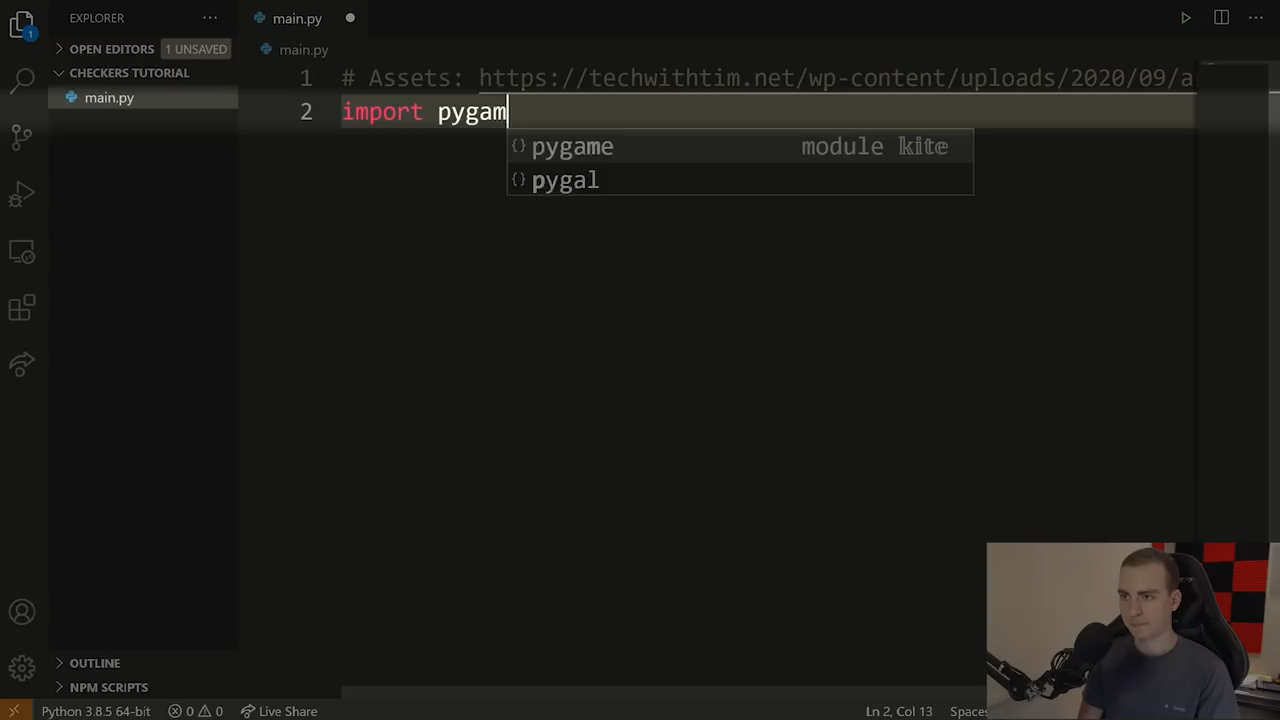 EXPLORER
OPEN EDITORS 1 UNSAVED
CHECKERS TUTORIAL
main.py
OUTLINE
NPM SCRIPTS
main.py
main.py
1 # Assets: https://techwithtim.net/wp-content/uploads/2020/09/a
2 import pygam
pygame module kite
pygal
1
Python 3.8.5 64-bit 0 0 Live Share Ln 2, Col 13 Spaces